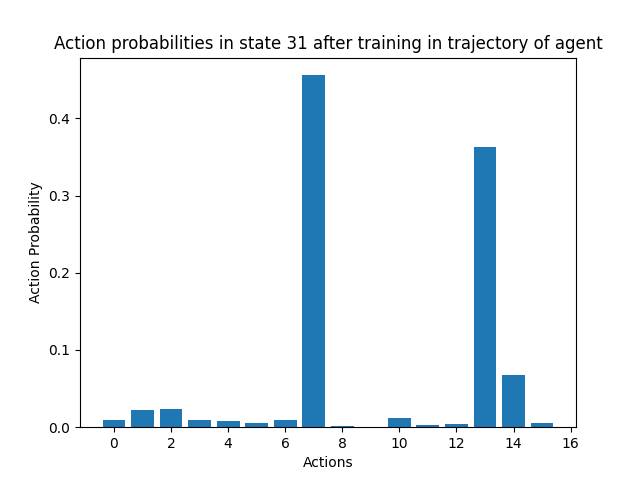 Action probabilities in state 31 after training in trajectory of agent
0.4
0.3
0.2
0.1
0.0
Action Probability
0 2 4 6 8 10 12 14 16
Actions